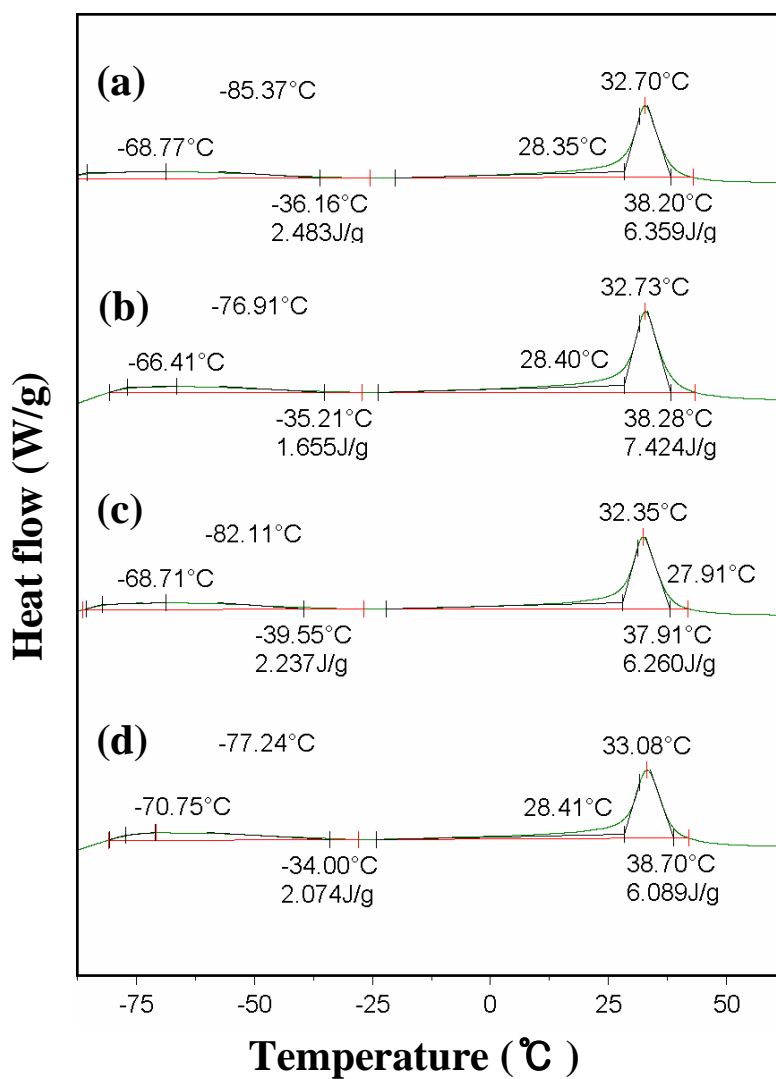 (a)
-85.37°C
32.70°C
-68.77°C
28.35°C
-36.16°C
2.483J/g
38.20°C
6.359J/g
(b)
-76.91°C
32.73°C
-66.41°C
28.40°C
-35.21°C
1.655J/g
38.28°C
7.424J/g
(c)
-82.11°C
32.35°C
-68.71°C
27.91°C
-39.55°C
2.237J/g
37.91°C
6.260J/g
(d)
-77.24°C
33.08°C
-70.75°C
28.41°C
-34.00°C
2.074J/g
38.70°C
6.089J/g
Heat flow (W/g)
-75 -50 -25 0 25 50
Temperature (℃)